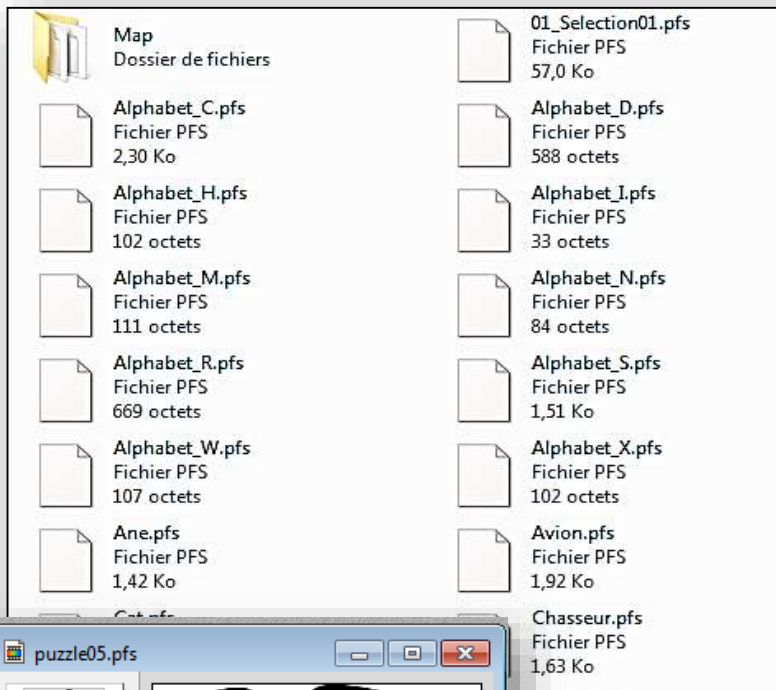 Map
Dossier de fichiers
01_Selection01.pfs
Fichier PFS
57,0 Ko
Alphabet_C.pfs
Fichier PFS
2,30 Ko
Alphabet_D.pfs
Fichier PFS
588 octets
Alphabet_H.pfs
Fichier PFS
102 octets
Alphabet_I.pfs
Fichier PFS
33 octets
Alphabet_M.pfs
Fichier PFS
111 octets
Alphabet_N.pfs
Fichier PFS
84 octets
Alphabet_R.pfs
Fichier PFS
669 octets
Alphabet_S.pfs
Fichier PFS
1,51 Ko
Alphabet_W.pfs
Fichier PFS
107 octets
Alphabet_X.pfs
Fichier PFS
102 octets
Ane.pfs
Fichier PFS
1,42 Ko
Avion.pfs
Fichier PFS
1,92 Ko
Chasseur.pfs
Fichier PFS
1,63 Ko
puzzle05.pfs